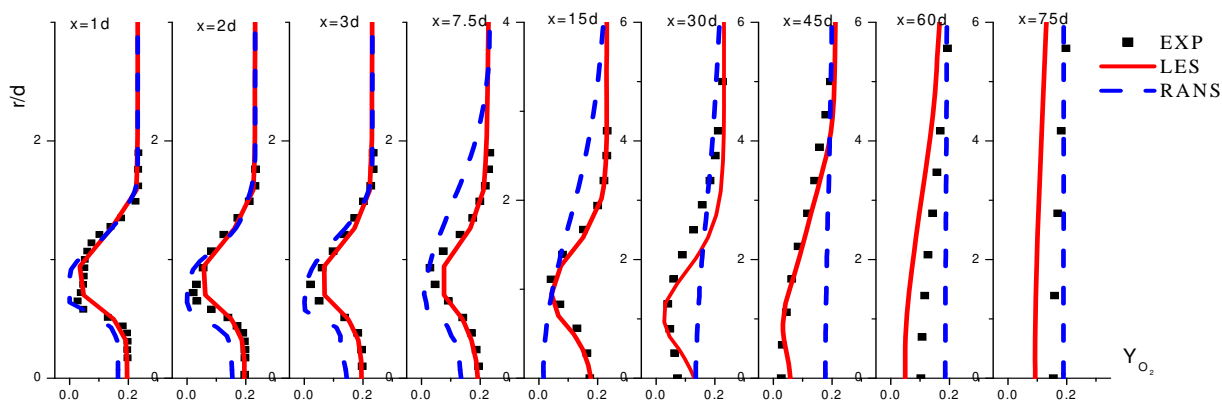 x=1d x=2d x=3d x=7.5d 4 x=15d 6 x=30d 6 x=45d 6 x=60d 6 x=75d
EXP
LES
RANS
r/d
2 2 2 2 4 4 4 4
2
2 2 2 2
Y O₂
0 0 0 0 0 0 0 0 0
0.0 0.2 0.0 0.2 0.0 0.2 0.0 0.2 0.0 0.2 0.0 0.2 0.0 0.2 0.0 0.2 0.0 0.2